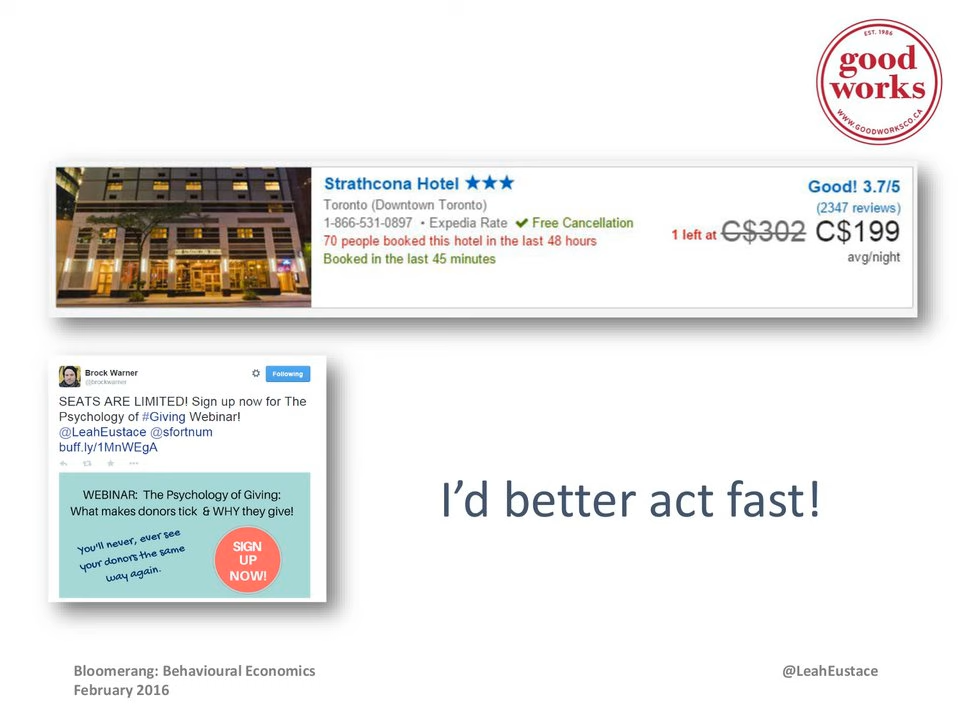 EST. 1986
good
works
WWW.GOODWORKSCO.CA
Strathcona Hotel
Toronto (Downtown Toronto)
1-866-531-0897 • Expedia Rate ✔ Free Cancellation
70 people booked this hotel in the last 48 hours
Booked in the last 45 minutes
Good! 3.7/5
(2347 reviews)
1 left at C$302 C$199
avg/night
Brock Warner
@brockwarner
Following
SEATS ARE LIMITED! Sign up now for The
Psychology of #Giving Webinar!
@LeahEustace @sfortnum
buff.ly/1MnWEgA
WEBINAR: The Psychology of Giving:
What makes donors tick & WHY they give!
You'll never, ever see
your donors the same
way again.
SIGN
UP
NOW!
I'd better act fast!
Bloomerang: Behavioural Economics
February 2016
@LeahEustace